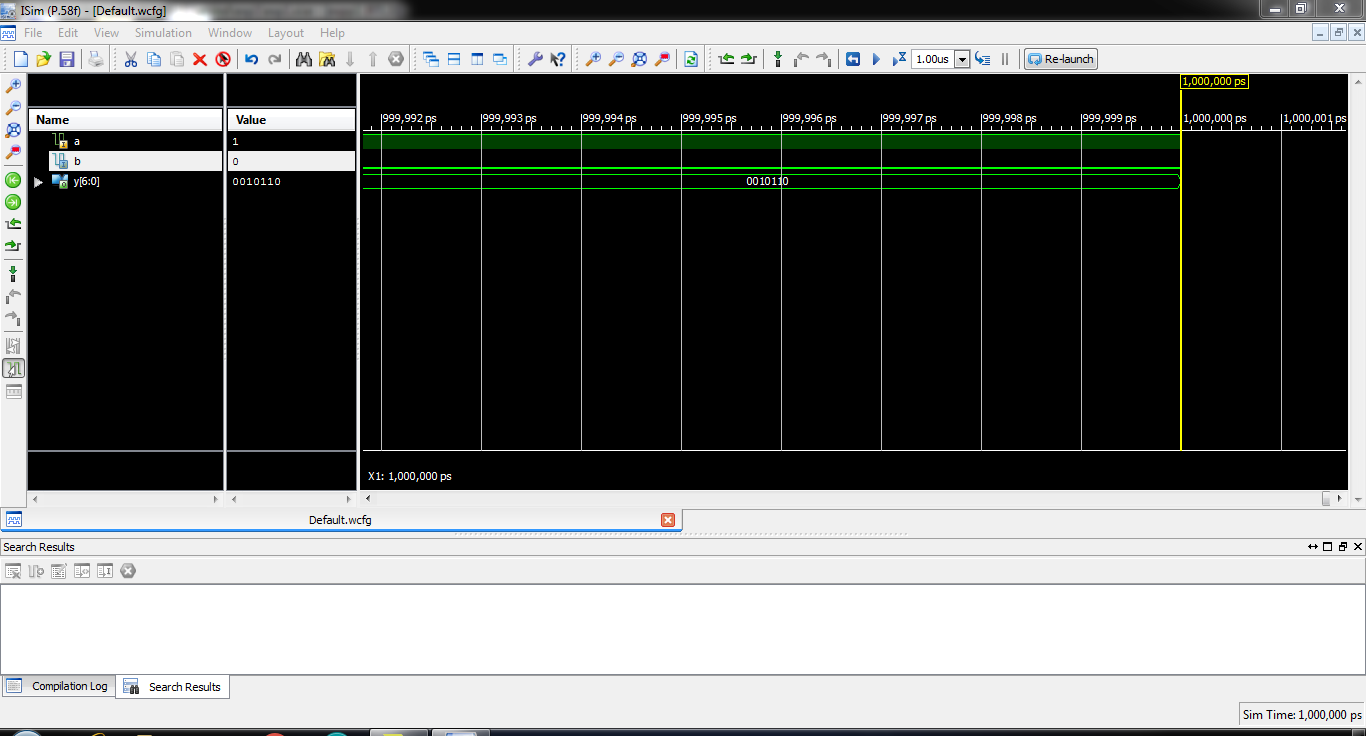 ISim (P.58f) - [Default.wcfg]
File Edit View Simulation Window Layout Help
1.00us Re-launch
1,000,000 ps
Name Value
999,992 ps 999,993 ps 999,994 ps 999,995 ps 999,996 ps 999,997 ps 999,998 ps 999,999 ps 1,000,000 ps 1,000,001 ps
a 1
b 0
y[6:0] 0010110 0010110
X1: 1,000,000 ps
Default.wcfg
Search Results
Compilation Log Search Results
Sim Time: 1,000,000 ps